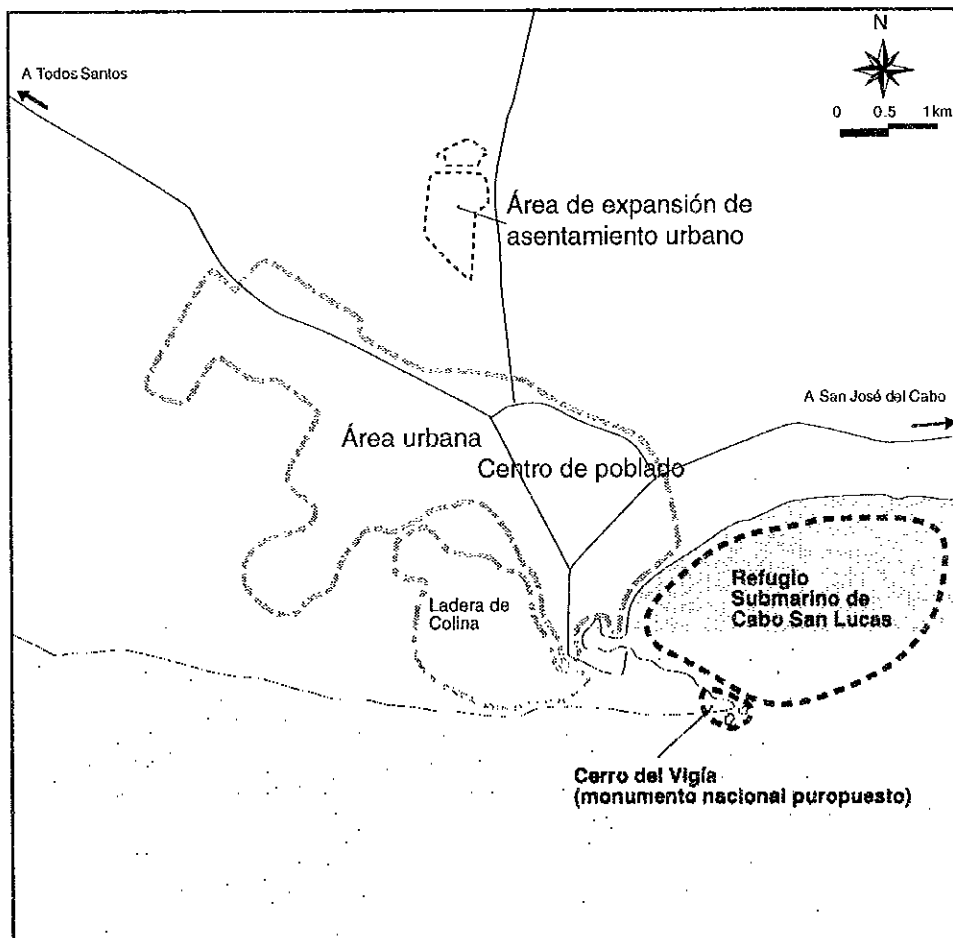 N
A Todos Santos
0 0.5 1km
Área de expansión de
asentamiento urbano
A San José del Cabo
Área urbana
Centro de poblado
Refugio
Submarino de
Cabo San Lucas
Ladera de
Colina
Cerro del Vigía
(monumento nacional puropuesto)